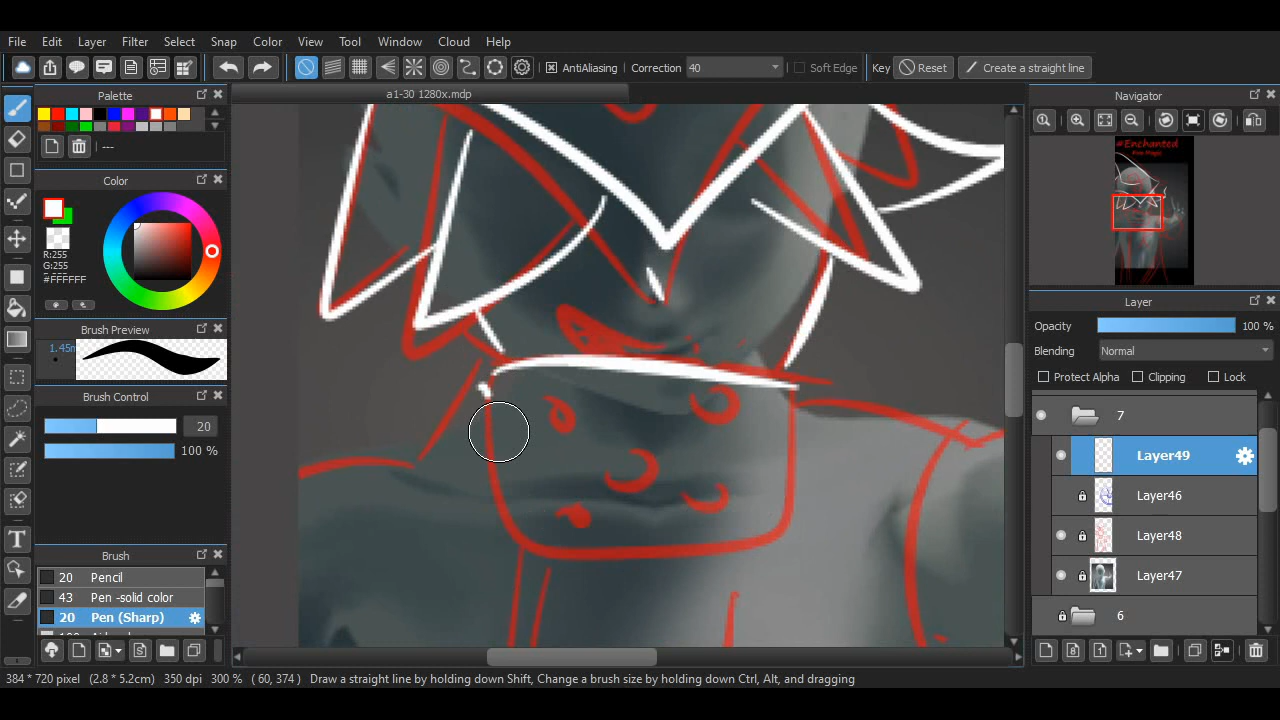 File Edit Layer Filter Select Snap Color View Tool Window Cloud Help
AntiAliasing Correction 40 Soft Edge Key Reset Create a straight line
Palette
---
a1-30 1280x.mdp
Navigator
#Enchanted
Color
R:255
G:255
#FFFFFF
Brush Preview
Brush Control
20
100 %
Brush
20 Pencil
43 Pen -solid color
20 Pen (Sharp)
Layer
Opacity 100 %
Blending Normal
Protect Alpha Clipping Lock
7
Layer49
Layer46
Layer48
Layer47
6
384 * 720 pixel (2.8 * 5.2cm) 350 dpi 300 % ( 60, 374 ) Draw a straight line by holding down Shift, Change a brush size by holding down Ctrl, Alt, and dragging